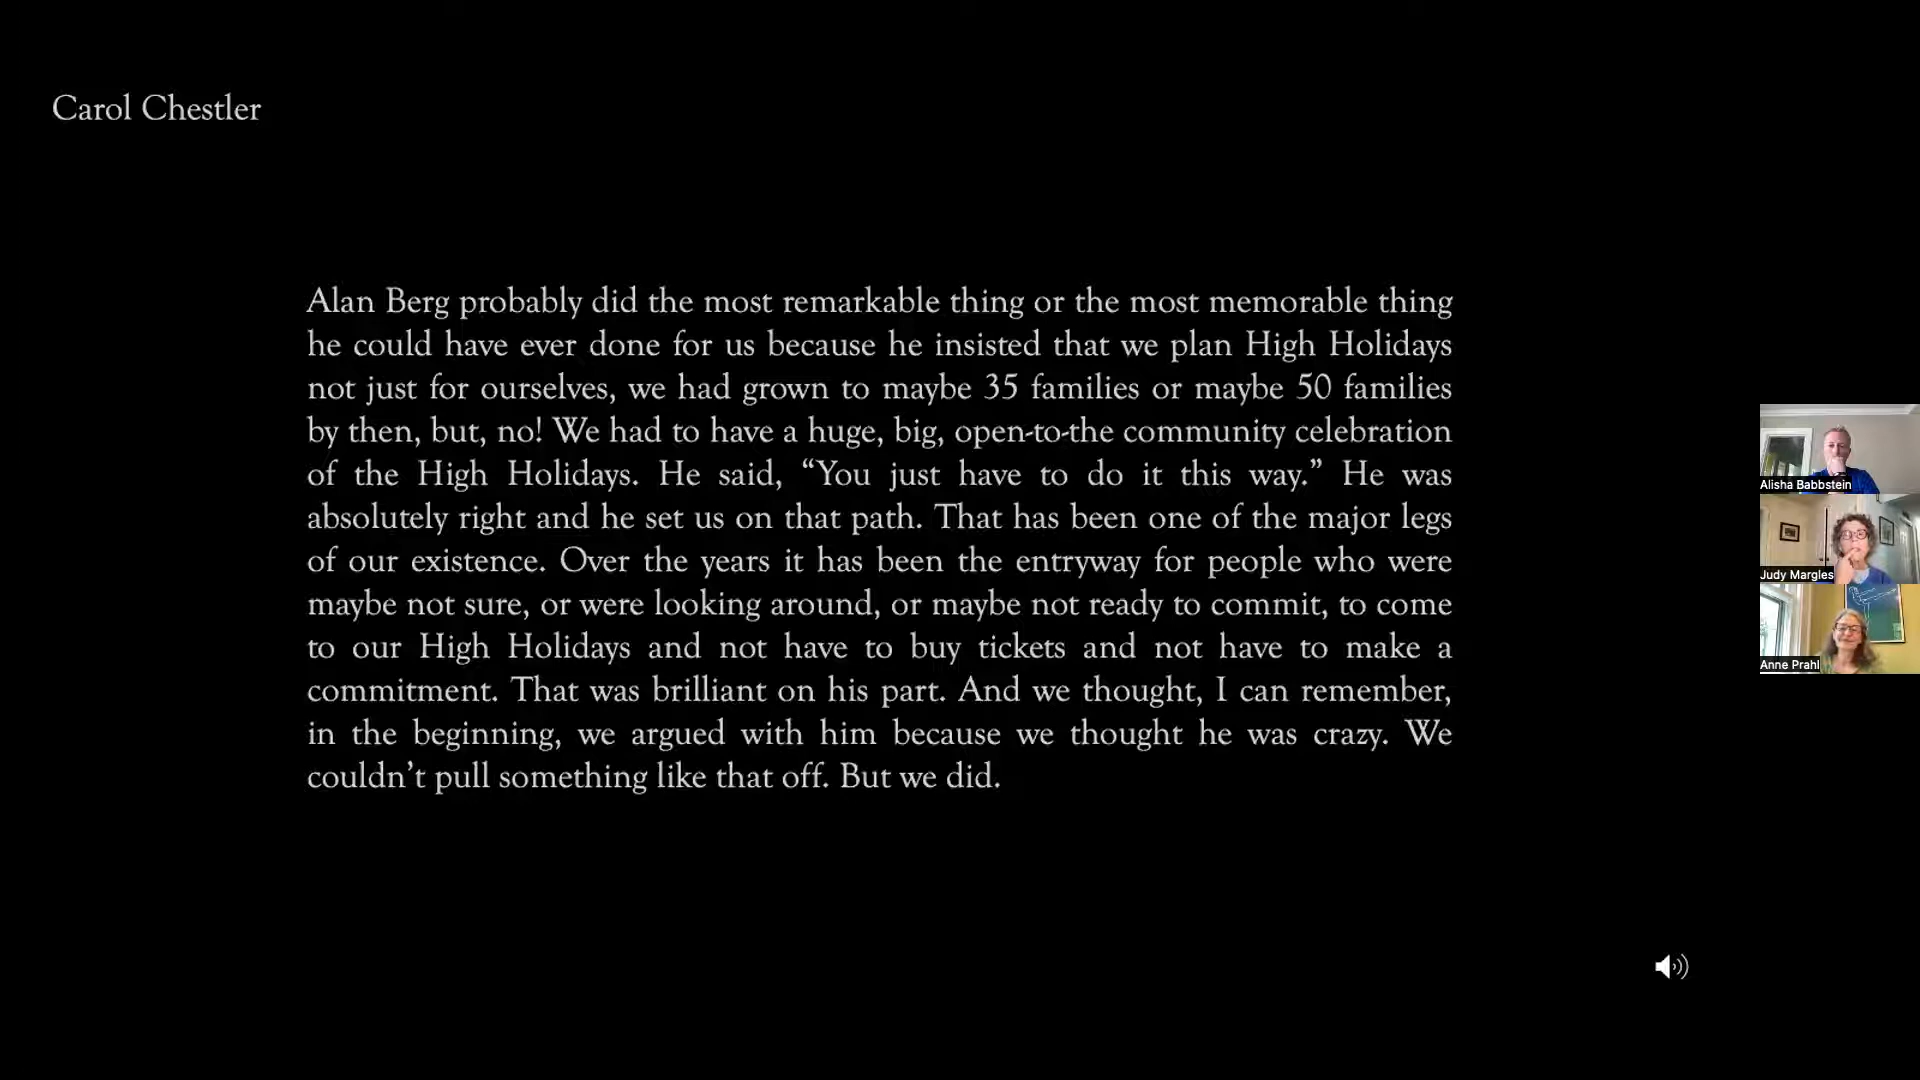 Carol Chestler
Alan Berg probably did the most remarkable thing or the most memorable thing
he could have ever done for us because he insisted that we plan High Holidays
not just for ourselves, we had grown to maybe 35 families or maybe 50 families
by then, but, no! We had to have a huge, big, open-to-the community celebration
of the High Holidays. He said, “You just have to do it this way.” He was
absolutely right and he set us on that path. That has been one of the major legs
of our existence. Over the years it has been the entryway for people who were
maybe not sure, or were looking around, or maybe not ready to commit, to come
to our High Holidays and not have to buy tickets and not have to make a
commitment. That was brilliant on his part. And we thought, I can remember,
in the beginning, we argued with him because we thought he was crazy. We
couldn’t pull something like that off. But we did.
Alisha Babbstein
Judy Margles
Anne Prahl